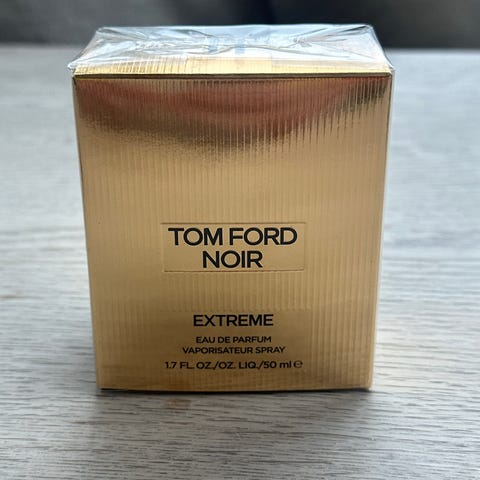 TOM FORD
NOIR
EXTREME
EAU DE PARFUM
VAPORISATEUR SPRAY
1.7 FL. OZ./OZ. LIQ./50 ml ℮